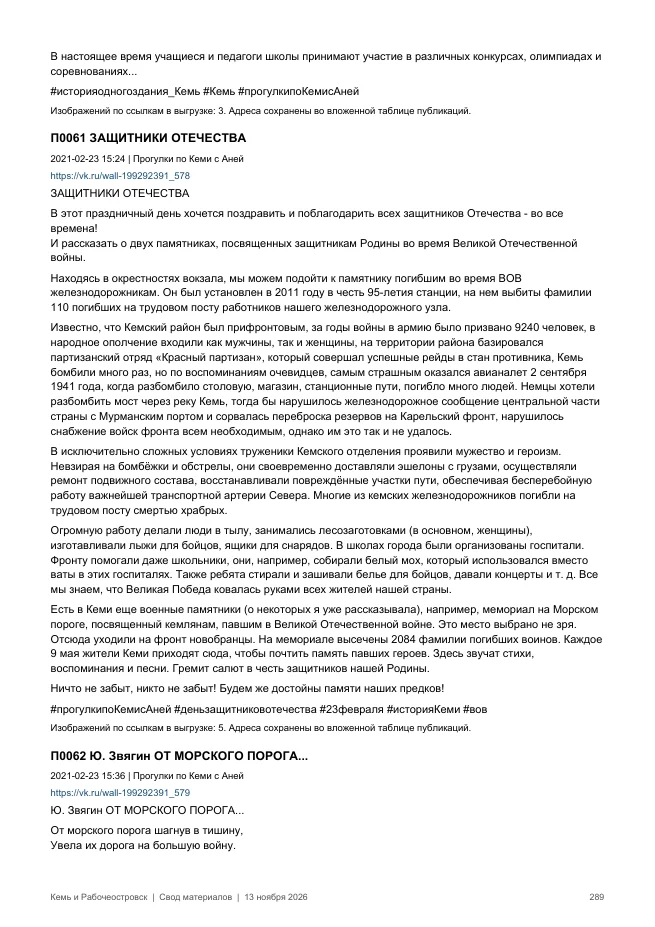 В настоящее время учащиеся и педагоги школы принимают участие в различных конкурсах, олимпиадах и
соревнованиях...
#историяодногоздания_Кемь #Кемь #прогулкипоКемисАней
Изображений по ссылкам в выгрузке: 3. Адреса сохранены во вложенной таблице публикаций.
П0061 ЗАЩИТНИКИ ОТЕЧЕСТВА
2021-02-23 15:24 | Прогулки по Кеми с Аней
https://vk.ru/wall-199292391_578
ЗАЩИТНИКИ ОТЕЧЕСТВА
В этот праздничный день хочется поздравить и поблагодарить всех защитников Отечества - во все
времена!
И рассказать о двух памятниках, посвященных защитникам Родины во время Великой Отечественной
войны.
Находясь в окрестностях вокзала, мы можем подойти к памятнику погибшим во время ВОВ
железнодорожникам. Он был установлен в 2011 году в честь 95-летия станции, на нем выбиты фамилии
110 погибших на трудовом посту работников нашего железнодорожного узла.
Известно, что Кемский район был прифронтовым, за годы войны в армию было призвано 9240 человек, в
народное ополчение входили как мужчины, так и женщины, на территории района базировался
партизанский отряд «Красный партизан», который совершал успешные рейды в стан противника, Кемь
бомбили много раз, но по воспоминаниям очевидцев, самым страшным оказался авианалет 2 сентября
1941 года, когда разбомбило столовую, магазин, станционные пути, погибло много людей. Немцы хотели
разбомбить мост через реку Кемь, тогда бы нарушилось железнодорожное сообщение центральной части
страны с Мурманским портом и сорвалась переброска резервов на Карельский фронт, нарушилось
снабжение войск фронта всем необходимым, однако им это так и не удалось.
В исключительно сложных условиях труженики Кемского отделения проявили мужество и героизм.
Невзирая на бомбёжки и обстрелы, они своевременно доставляли эшелоны с грузами, осуществляли
ремонт подвижного состава, восстанавливали повреждённые участки пути, обеспечивая бесперебойную
работу важнейшей транспортной артерии Севера. Многие из кемских железнодорожников погибли на
трудовом посту смертью храбрых.
Огромную работу делали люди в тылу, занимались лесозаготовками (в основном, женщины),
изготавливали лыжи для бойцов, ящики для снарядов. В школах города были организованы госпитали.
Фронту помогали даже школьники, они, например, собирали белый мох, который использовался вместо
ваты в этих госпиталях. Также ребята стирали и зашивали белье для бойцов, давали концерты и т. д. Все
мы знаем, что Великая Победа ковалась руками всех жителей нашей страны.
Есть в Кеми еще военные памятники (о некоторых я уже рассказывала), например, мемориал на Морском
пороге, посвященный кемлянам, павшим в Великой Отечественной войне. Это место выбрано не зря.
Отсюда уходили на фронт новобранцы. На мемориале высечены 2084 фамилии погибших воинов. Каждое
9 мая жители Кеми приходят сюда, чтобы почтить память павших героев. Здесь звучат стихи,
воспоминания и песни. Гремит салют в честь защитников нашей Родины.
Ничто не забыт, никто не забыт! Будем же достойны памяти наших предков!
#прогулкипоКемисАней #деньзащитниковотечества #23февраля #историяКеми #вов
Изображений по ссылкам в выгрузке: 5. Адреса сохранены во вложенной таблице публикаций.
П0062 Ю. Звягин ОТ МОРСКОГО ПОРОГА...
2021-02-23 15:36 | Прогулки по Кеми с Аней
https://vk.ru/wall-199292391_579
Ю. Звягин ОТ МОРСКОГО ПОРОГА...
От морского порога шагнув в тишину,
Увела их дорога на большую войну.
Кемь и Рабочеостровск | Свод материалов | 13 ноября 2026
289